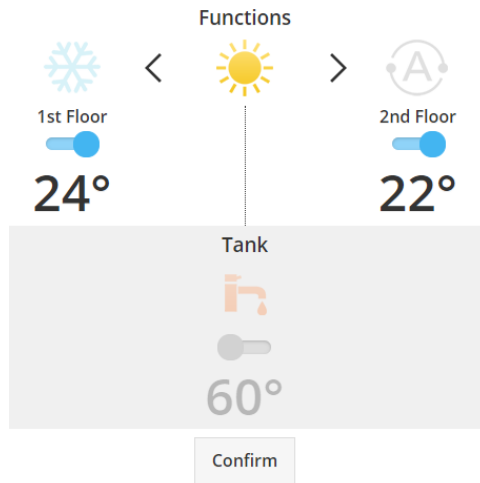 Functions
A
1st Floor
2nd Floor
24°
22°
Tank
60°
Confirm